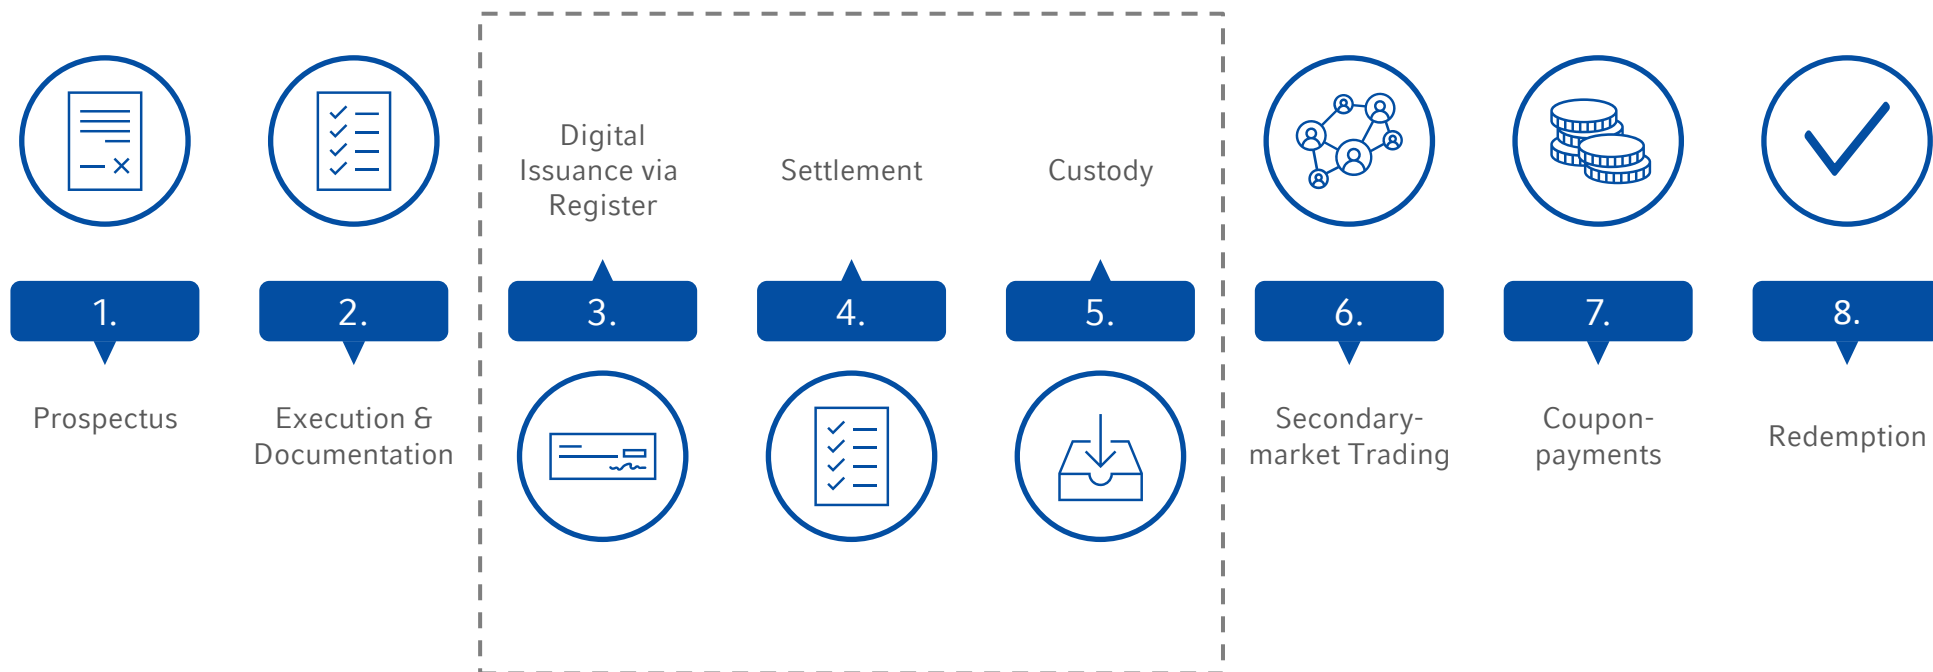 1.
Prospectus
2.
Execution &
Documentation
Digital
Issuance via
Register
3.
Settlement
4.
Custody
5.
6.
Secondary-
market Trading
7.
Coupon-
payments
8.
Redemption